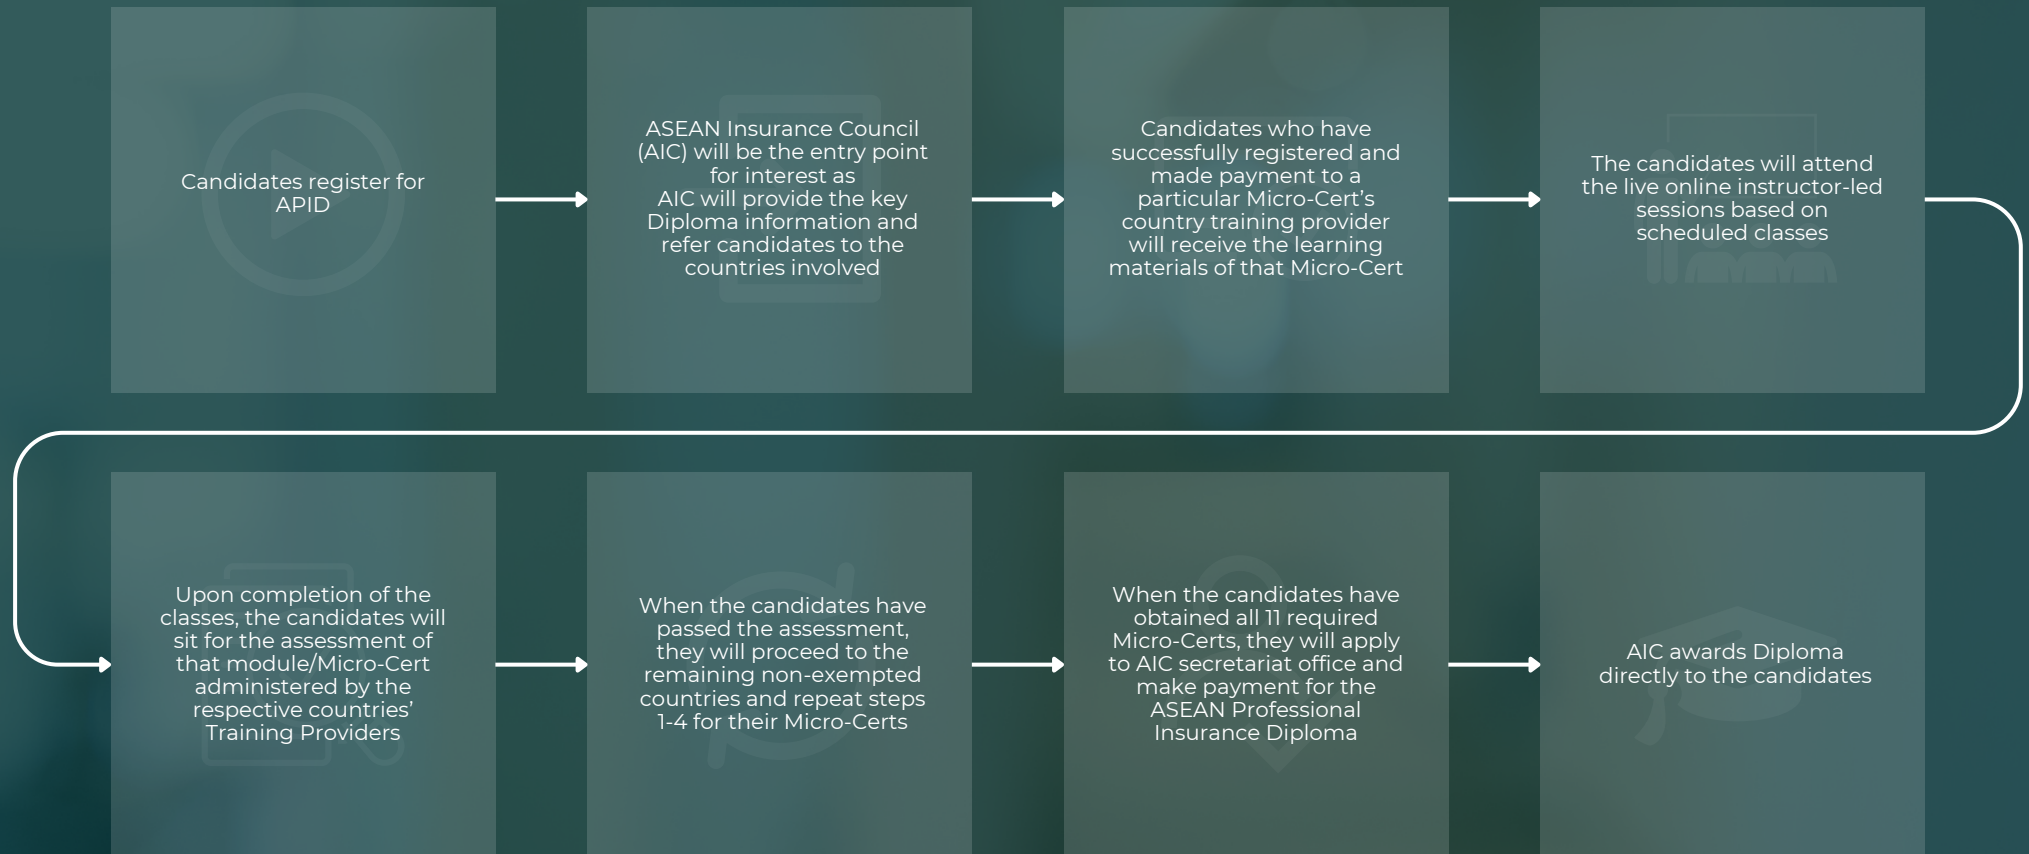 Candidates register for
APID
ASEAN Insurance Council
(AIC) will be the entry point
for interest as
AIC will provide the key
Diploma information and
refer candidates to the
countries involved
Candidates who have
successfully registered and
made payment to a
particular Micro-Cert’s
country training provider
will receive the learning
materials of that Micro-Cert
The candidates will attend
the live online instructor-led
sessions based on
scheduled classes
Upon completion of the
classes, the candidates will
sit for the assessment of
that module/Micro-Cert
administered by the
respective countries’
Training Providers
When the candidates have
passed the assessment,
they will proceed to the
remaining non-exempted
countries and repeat steps
1-4 for their Micro-Certs
When the candidates have
obtained all 11 required
Micro-Certs, they will apply
to AIC secretariat office and
make payment for the
ASEAN Professional
Insurance Diploma
AIC awards Diploma
directly to the candidates